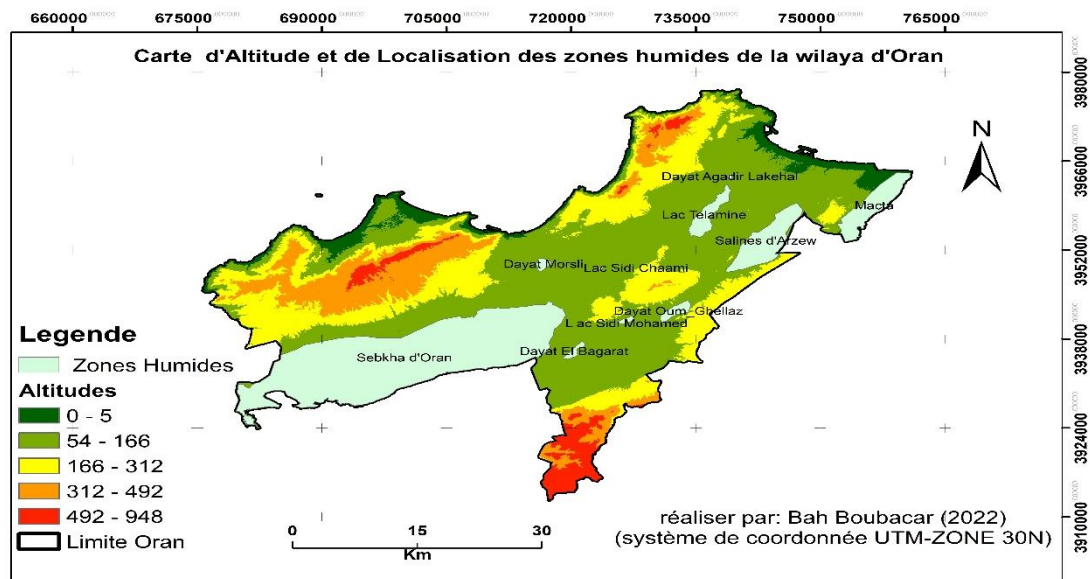 660000 675000 690000 705000 720000 735000 750000 765000
Carte d'Altitude et de Localisation des zones humides de la wilaya d'Oran
3980000
N
3966000
Dayat Agadir Lakehal
Macta
Lac Telamine
Salines d'Arzew
3952000
Dayat Morsli
Lac Sidi Chaami
Dayat Oum_Ghellaz
L ac Sidi Mohamed
Legende
Zones Humides
Sebkha d'Oran
Dayat El Bagarat
3938000
Altitudes
0 - 5
54 - 166
3924000
166 - 312
312 - 492
492 - 948
Limite Oran
0 15 30
Km
réaliser par: Bah Boubacar (2022)
(système de coordonnée UTM-ZONE 30N)
3910000